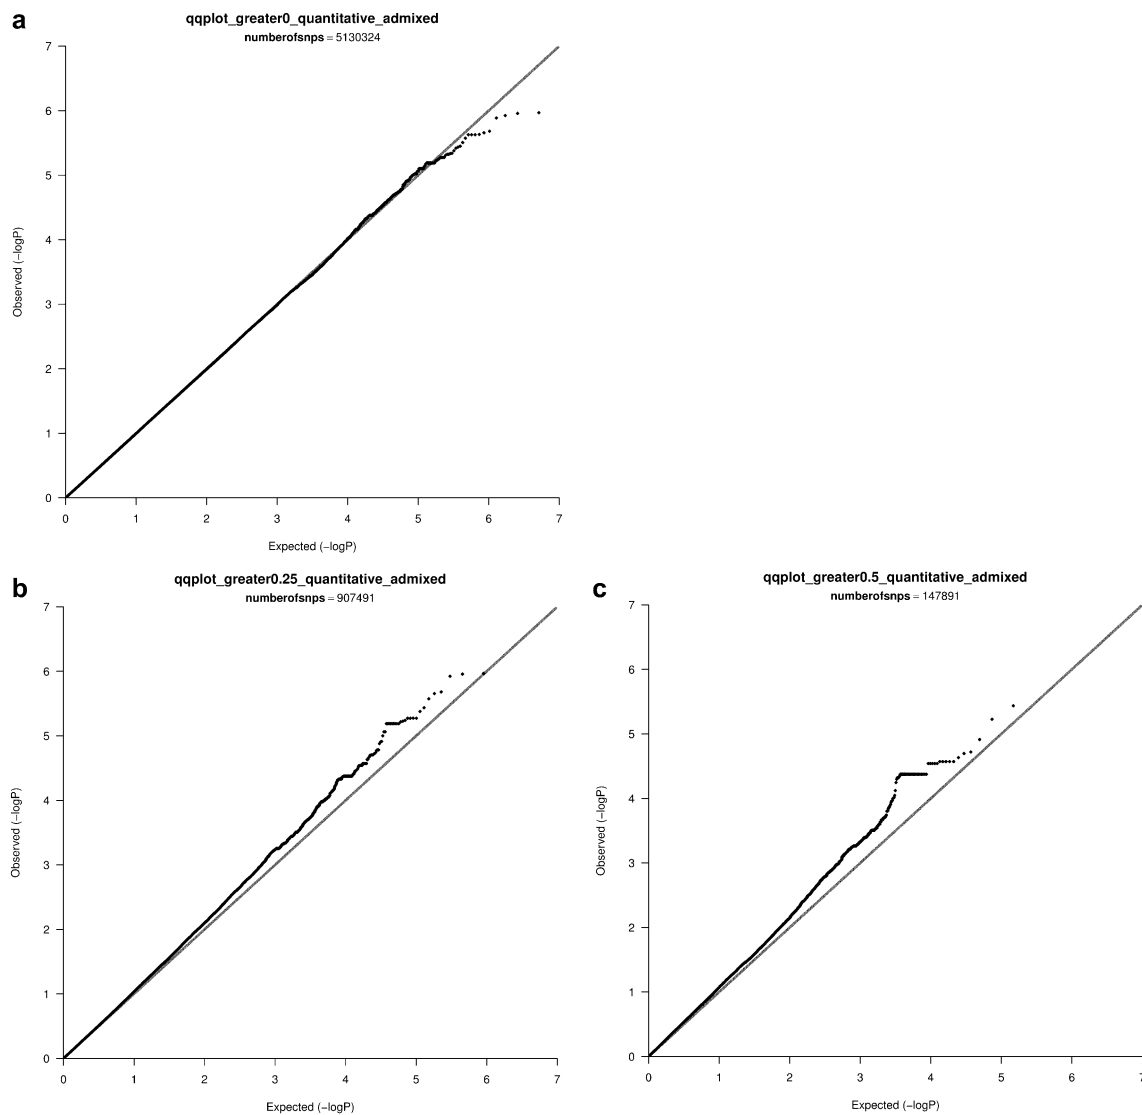 a
qqplot_greater0_quantitative_admixed
numberofsnps = 5130324
7
6
5
4
3
2
1
0
Observed (−logP)
0 1 2 3 4 5 6 7
Expected (−logP)
b
qqplot_greater0.25_quantitative_admixed
numberofsnps = 907491
7
6
5
4
3
2
1
0
Observed (−logP)
0 1 2 3 4 5 6 7
Expected (−logP)
c
qqplot_greater0.5_quantitative_admixed
numberofsnps = 147891
7
6
5
4
3
2
1
0
Observed (−logP)
0 1 2 3 4 5 6 7
Expected (−logP)